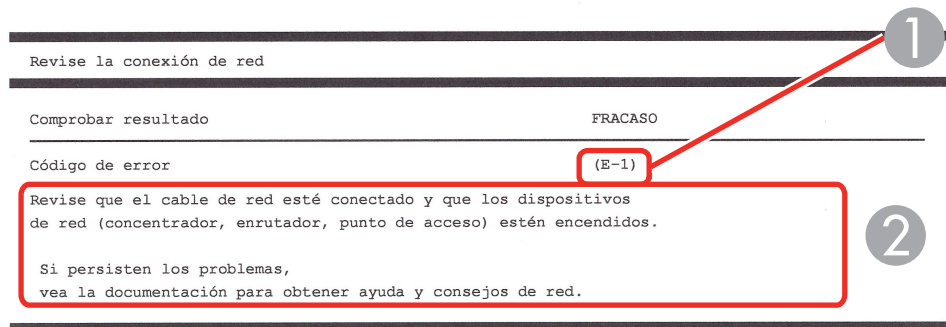 1
Revise la conexión de red
Comprobar resultado FRACASO
Código de error (E-1)
Revise que el cable de red esté conectado y que los dispositivos
de red (concentrador, enrutador, punto de acceso) estén encendidos.
2
Si persisten los problemas,
vea la documentación para obtener ayuda y consejos de red.